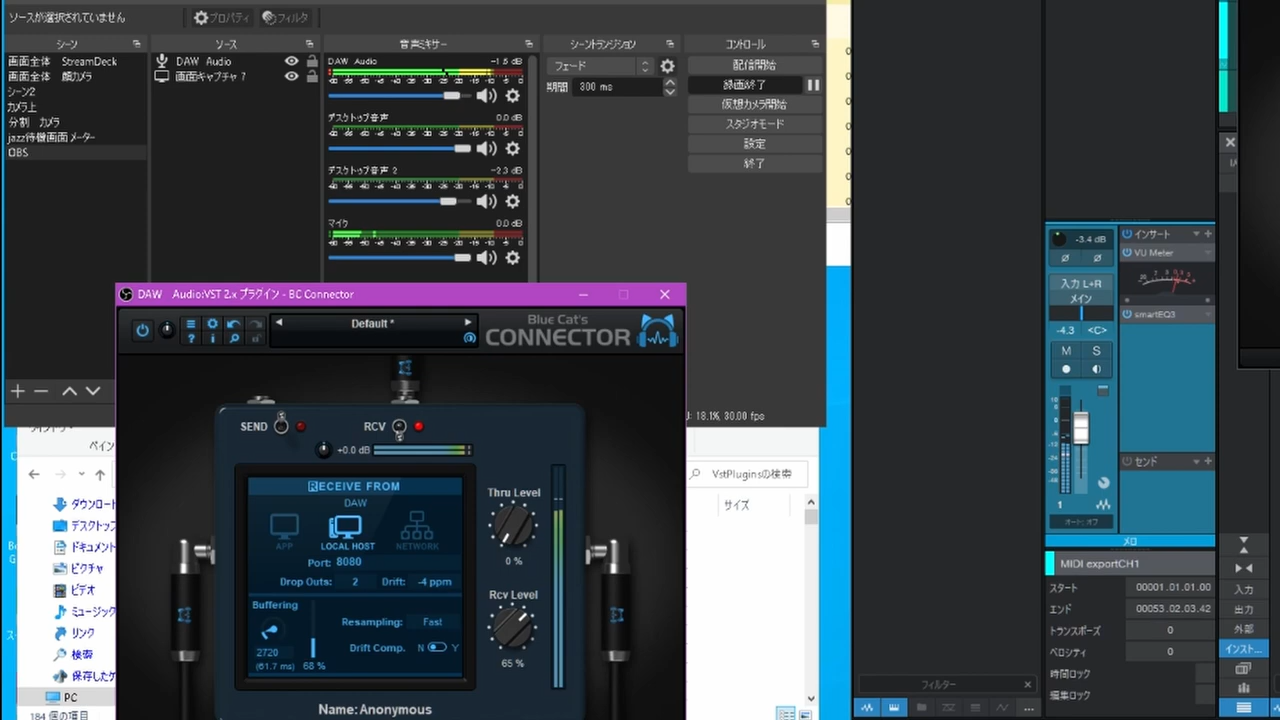 ソースが選択されていません
プロパティ
フィルタ
シーン
ソース
音声ミキサー
シーントランジション
コントロール
画面全体 StreamDeck
画面全体 顔カメラ
シーン2
カメラ上
分割 カメラ
jazz待機画面 メーター
OBS
DAW Audio
画面キャプチャ 7
DAW Audio
-1.5 dB
デスクトップ音声
0.0 dB
デスクトップ音声 2
-2.3 dB
マイク
0.0 dB
フェード
期間
300 ms
配信開始
録画終了
仮想カメラ開始
スタジオモード
設定
終了
18.1%, 30.00 fps
DAW Audio:VST 2.x プラグイン - BC Connector
Default *
Blue Cat's
CONNECTOR
SEND
RCV
+0.0 dB
RECEIVE FROM
DAW
APP
LOCAL HOST
NETWORK
Port: 8080
Drop Outs: 2 Drift: -4 ppm
Buffering
2720
(61.7 ms) 68 %
Resampling: Fast
Drift Comp. N Y
Thru Level
0 %
Rcv Level
65 %
Name: Anonymous
ペイン
ダウンロード
デスクトップ
ドキュメント
ピクチャ
ビデオ
ミュージック
リンク
検索
PC
184 個の項目
VstPluginsの検索
サイズ
-3.4 dB
入力 L+R
メイン
-4.3
<C>
M
S
1
オート: オフ
インサート
VU Meter
smartEQ3
センド
メロ
MIDI exportCH1
スタート
00001.01.01.00
エンド
00053.02.03.42
トランスポーズ
0
ベロシティ
0
時間ロック
編集ロック
フィルター
入力
出力
外部
インスト...